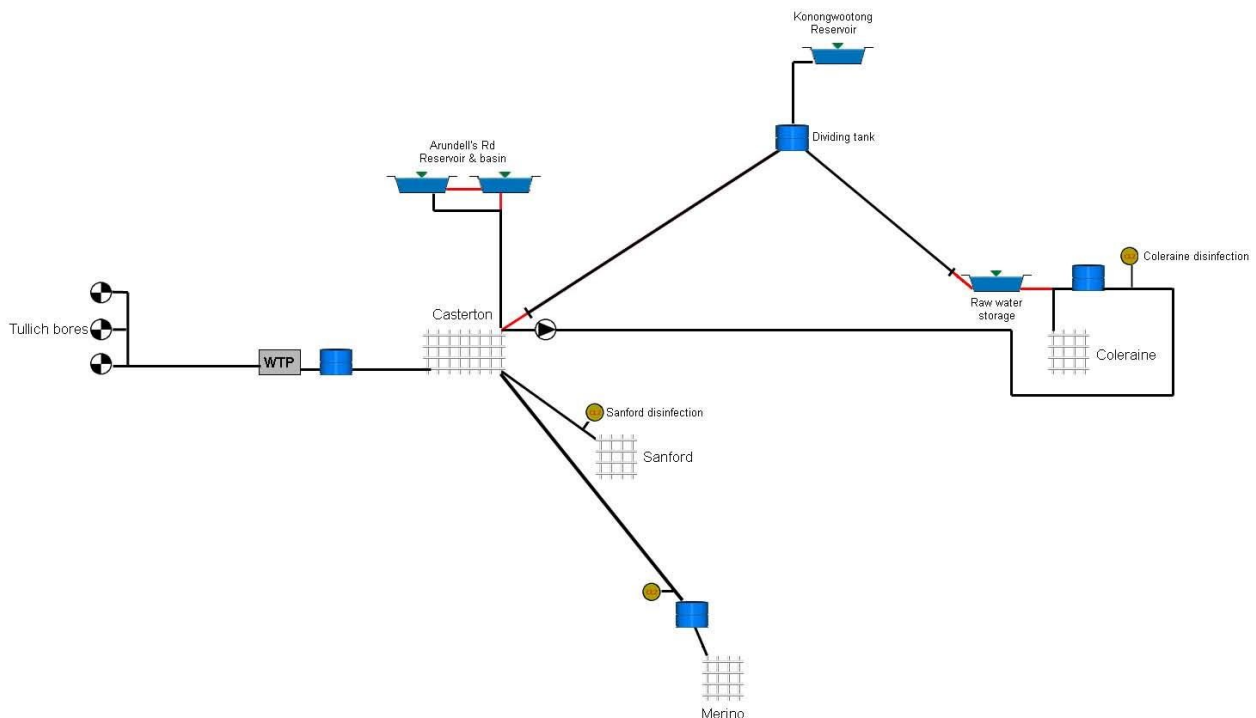 Konongwootong
Reservoir
Dividing tank
Arundell's Rd
Reservoir & basin
Coleraine disinfection
Raw water
storage
Coleraine
Tullich bores
Casterton
WTP
Sanford disinfection
Sanford
Merino